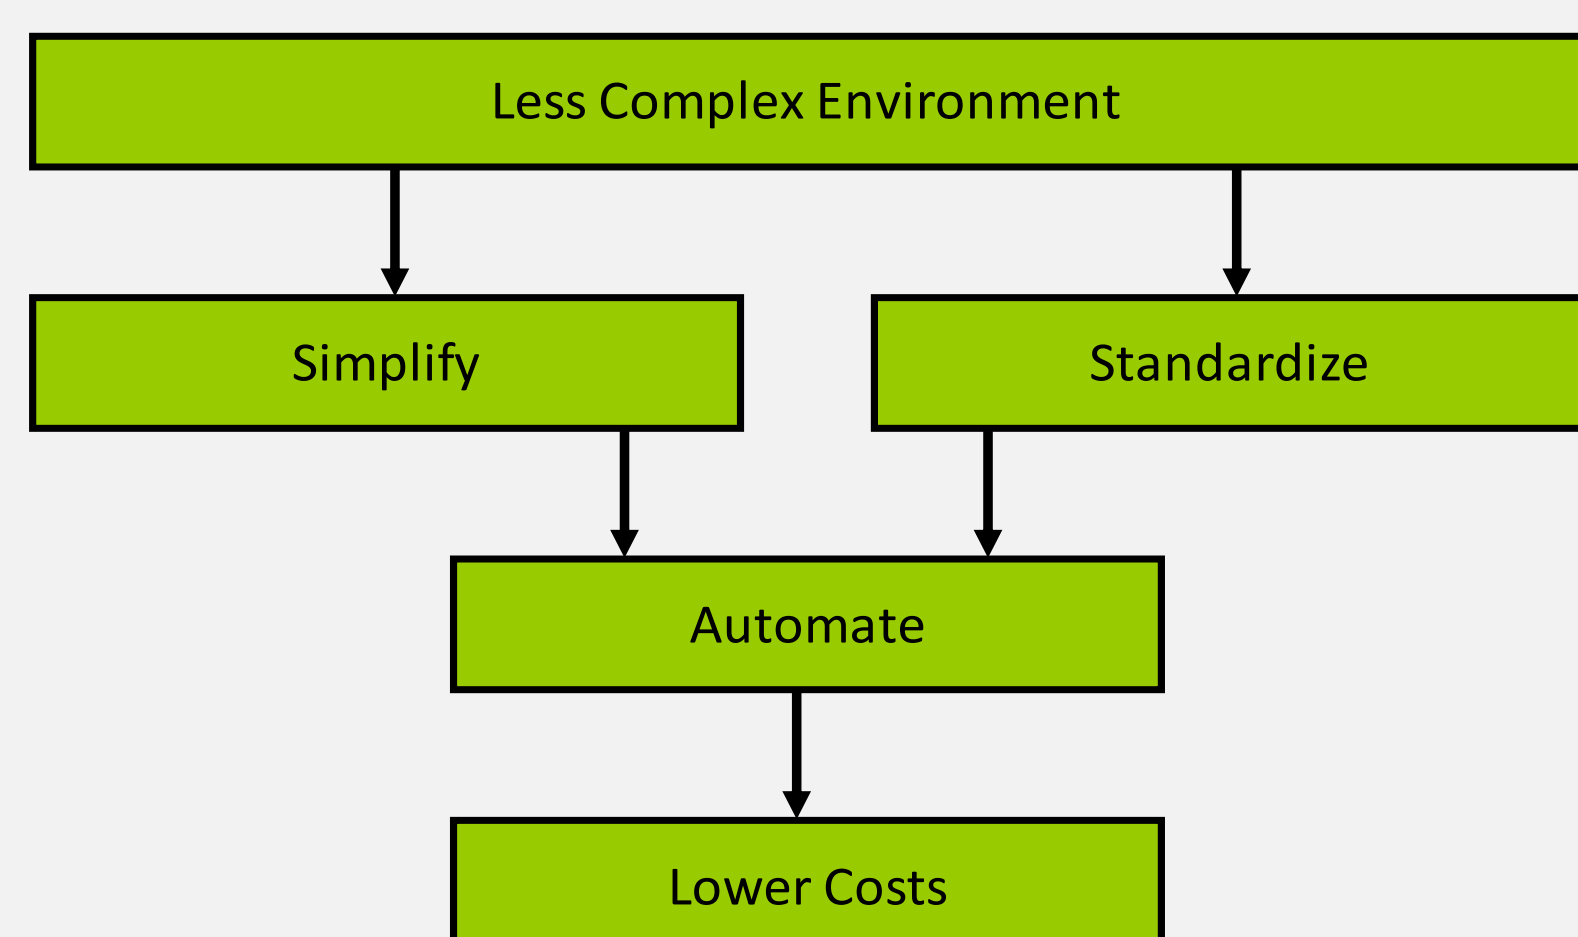 Less Complex Environment
Simplify
Standardize
Automate
Lower Costs